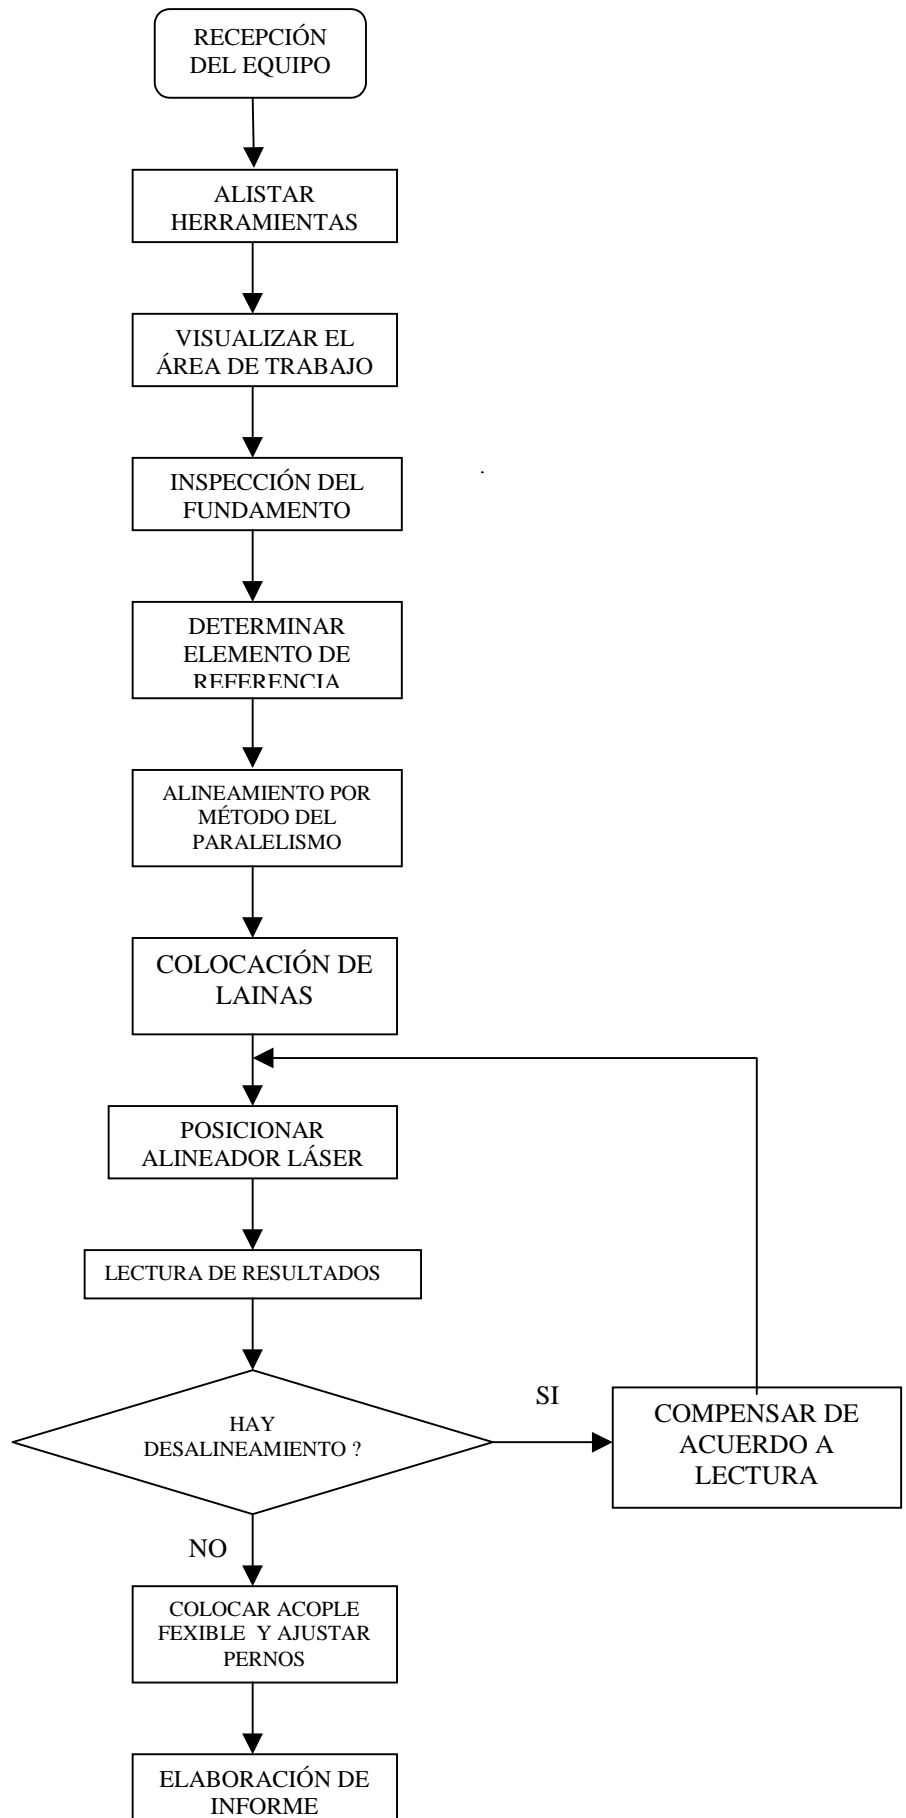 RECEPCIÓN
DEL EQUIPO
ALISTAR
HERRAMIENTAS
VISUALIZAR EL
ÁREA DE TRABAJO
INSPECCIÓN DEL
FUNDAMENTO
DETERMINAR
ELEMENTO DE
REFERENCIA
ALINEAMIENTO POR
MÉTODO DEL
PARALELISMO
COLOCACIÓN DE
LAINAS
POSICIONAR
ALINEADOR LÁSER
LECTURA DE RESULTADOS
HAY
DESALINEAMIENTO ?
SI
COMPENSAR DE
ACUERDO A
LECTURA
NO
COLOCAR ACOPLE
FEXIBLE Y AJUSTAR
PERNOS
ELABORACIÓN DE
INFORME